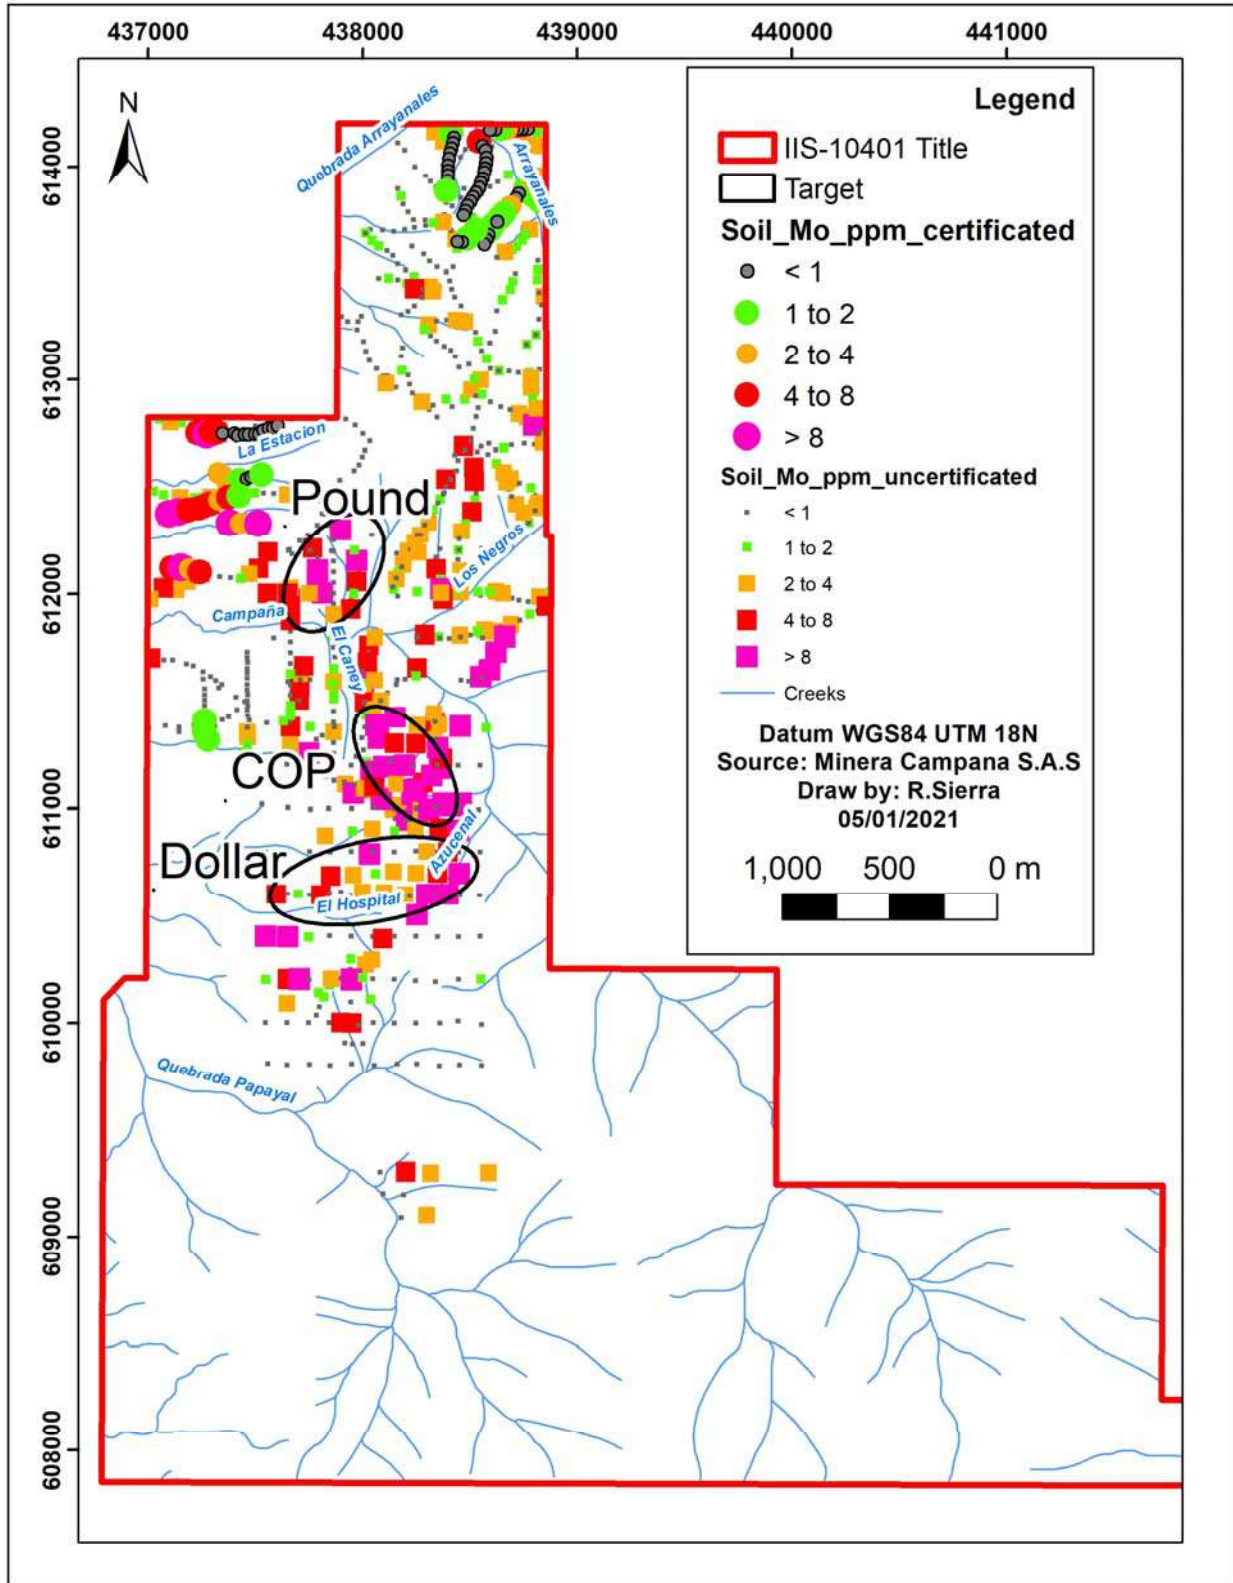 437000 438000 439000 440000 441000
N
614000
613000
612000
611000
610000
609000
608000
Quebrada Arrayanales
Arrayanales
La Estacion
Pound
Los Negros
Campaña
El Caney
COP
Azucenal
Dollar
El Hospital
Quebrada Papayal
Legend
IIS-10401 Title
Target
Soil_Mo_ppm_certificated
< 1
1 to 2
2 to 4
4 to 8
> 8
Soil_Mo_ppm_uncertificated
< 1
1 to 2
2 to 4
4 to 8
> 8
Creeks
Datum WGS84 UTM 18N
Source: Minera Campana S.A.S
Draw by: R.Sierra
05/01/2021
1,000 500 0 m